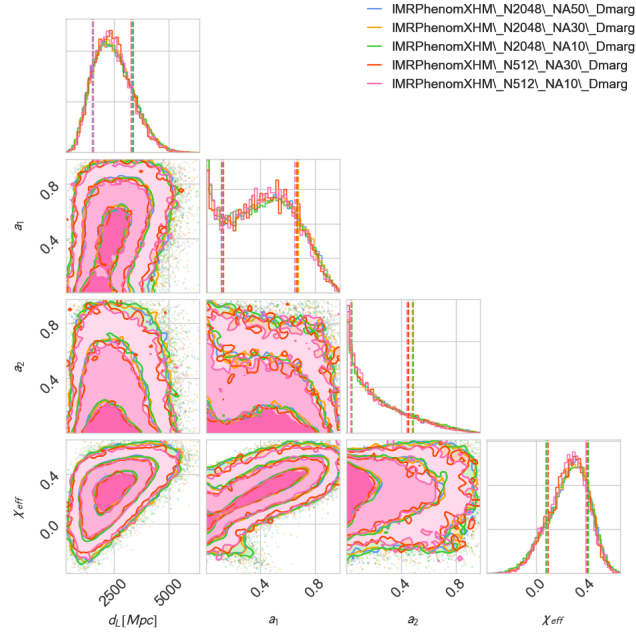 IMRPhenomXHM\_N2048\_NA50\_Dmarg
IMRPhenomXHM\_N2048\_NA30\_Dmarg
IMRPhenomXHM\_N2048\_NA10\_Dmarg
IMRPhenomXHM\_N512\_NA30\_Dmarg
IMRPhenomXHM\_N512\_NA10\_Dmarg
0.8
0.4
a₁
0.8
0.4
a₂
0.4
0.0
χeff
2500 5000
0.4 0.8
0.4 0.8
0.0 0.4
d_L[Mpc] a₁ a₂ χeff